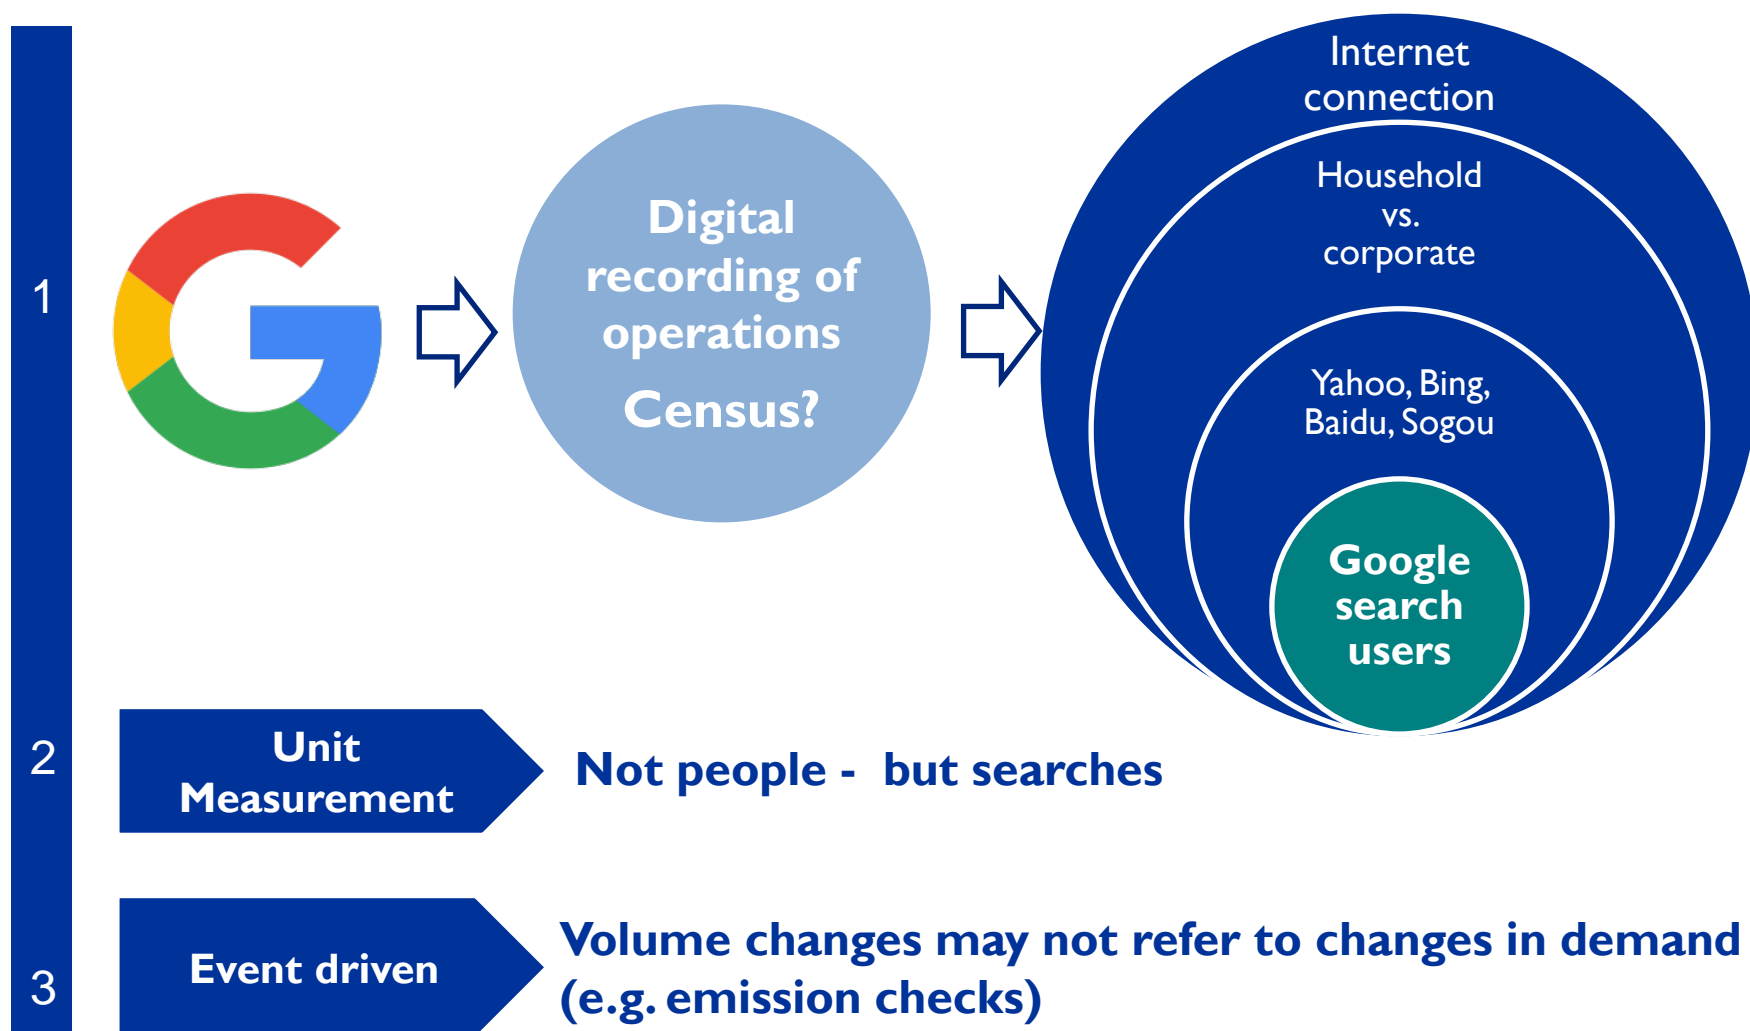 1
Digital
recording of
operations
Census?
Internet
connection
Household
vs.
corporate
Yahoo, Bing,
Baidu, Sogou
Google
search
users
2
Unit
Measurement
Not people - but searches
3
Event driven
Volume changes may not refer to changes in demand
(e.g. emission checks)